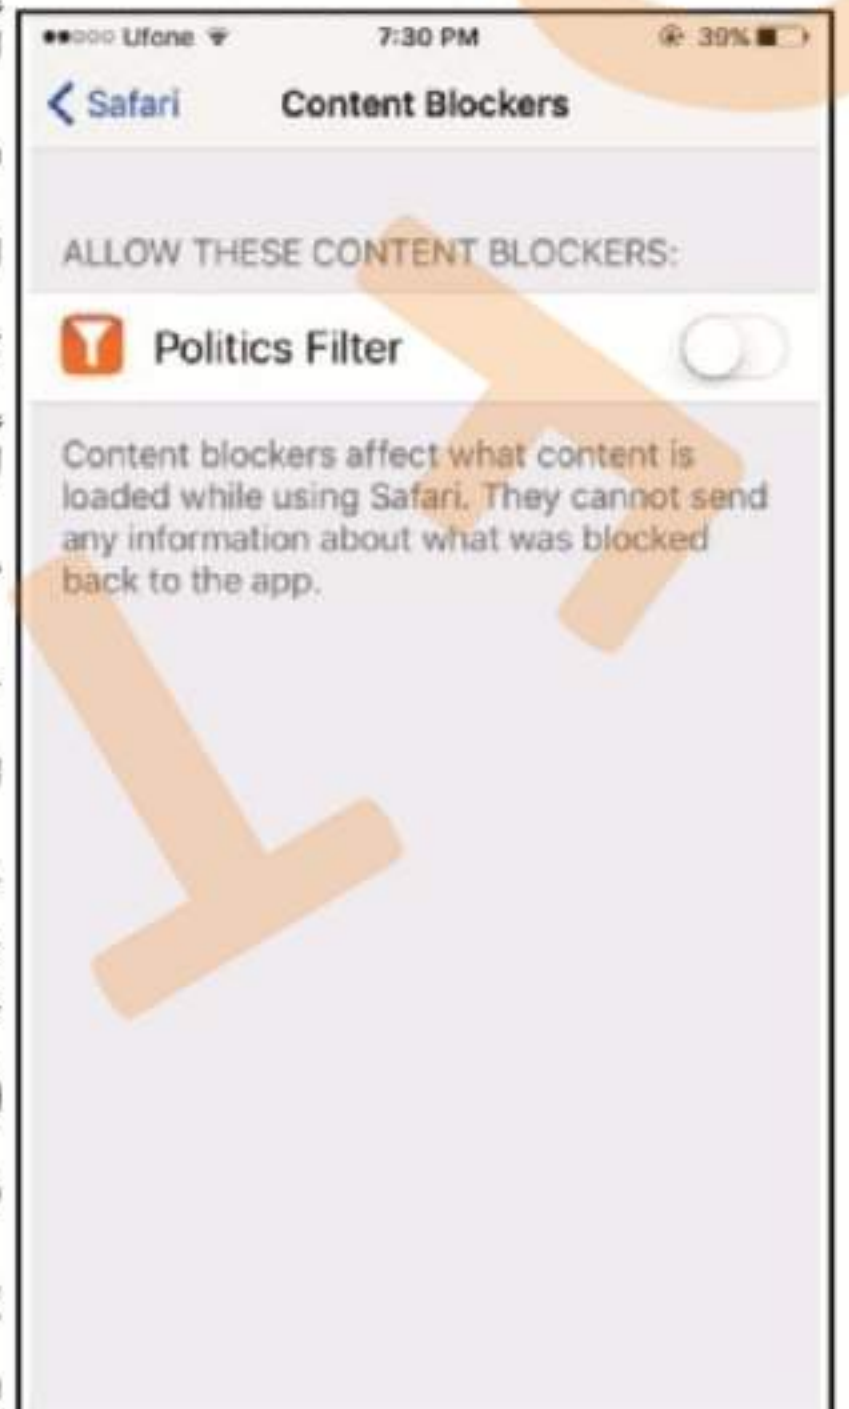 Ufone 7:30 PM 39%
Safari Content Blockers
ALLOW THESE CONTENT BLOCKERS:
Politics Filter
Content blockers affect what content is
loaded while using Safari. They cannot send
any information about what was blocked
back to the app.